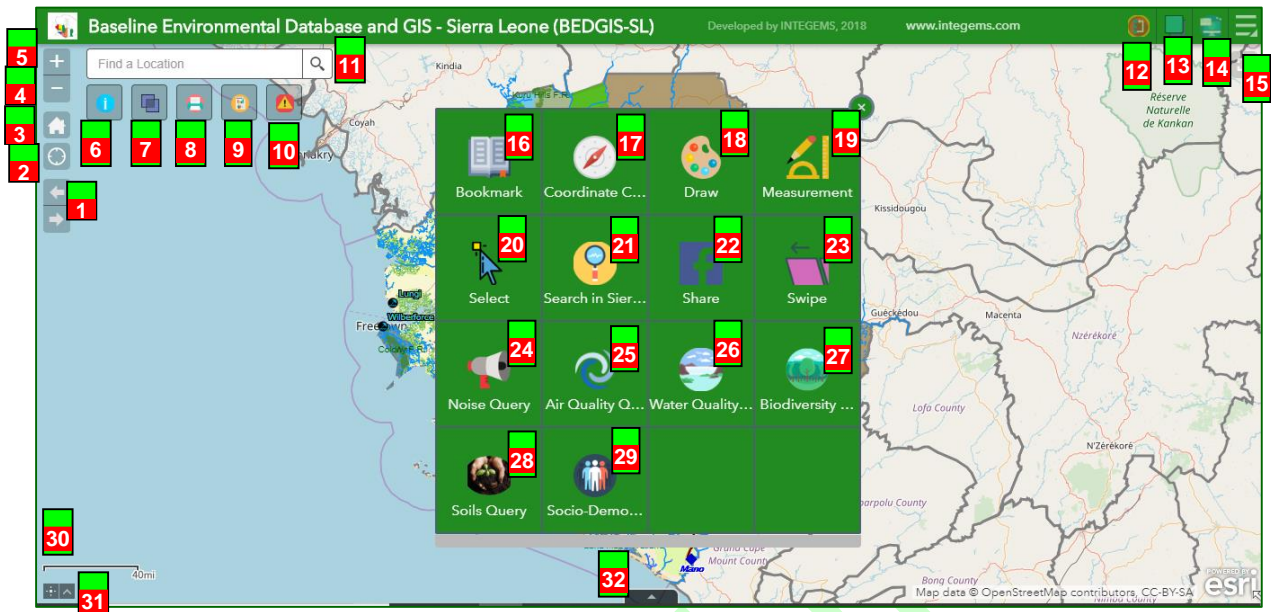 Baseline Environmental Database and GIS - Sierra Leone (BEDGIS-SL)
Developed by INTEGEMS, 2018
www.integems.com
5
4
3
2
1
Find a Location
11
6
7
8
9
10
12
13
14
15
Kindia
Coyah
Réserve
Naturelle
de Kankan
Kissidougou
Guéckédou
Macenta
Nzérékoré
Lofa County
N'Zérékoré
Lungi
Wilberforce
16
17
18
19
Bookmark
Coordinate C...
Draw
Measurement
20
21
22
23
Select
Search in Sier...
Share
Swipe
24
25
26
27
Noise Query
Air Quality Q...
Water Quality...
Biodiversity ...
28
29
Soils Query
Socio-Demo...
30
40mi
31
32
Grand Cape
Mount County
Mano
Bong County
Map data © OpenStreetMap contributors, CC-BY-SA
POWERED BY
esri